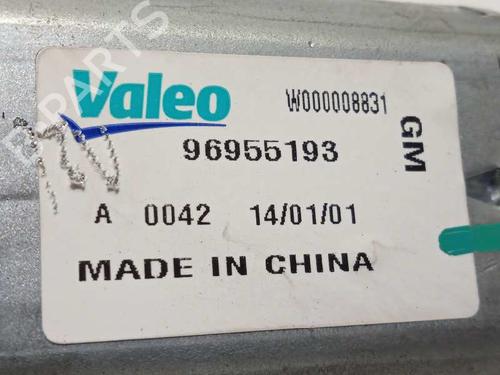 Valeo
W000008831
96955193
GM
A 0042 14/01/01
MADE IN CHINA